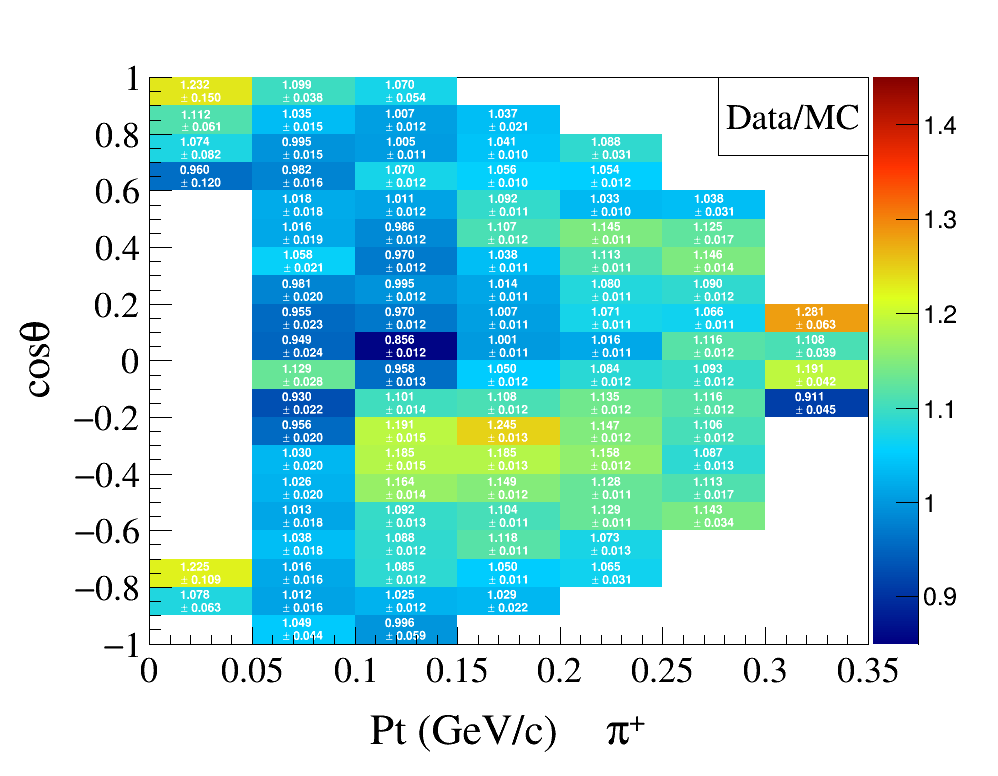 Data/MC
1
0.8
0.6
0.4
0.2
0
−0.2
−0.4
−0.6
−0.8
−1
cosθ
1.232 1.099 1.070
± 0.150 ± 0.038 ± 0.054
1.112 1.035 1.007 1.037
± 0.061 ± 0.015 ± 0.012 ± 0.021
1.074 0.995 1.005 1.041 1.088
± 0.082 ± 0.015 ± 0.011 ± 0.010 ± 0.031
0.960 0.982 1.070 1.056 1.054
± 0.120 ± 0.016 ± 0.012 ± 0.010 ± 0.012
1.018 1.011 1.092 1.033 1.038
± 0.018 ± 0.012 ± 0.011 ± 0.010 ± 0.031
1.016 0.986 1.107 1.145 1.125
± 0.019 ± 0.012 ± 0.012 ± 0.011 ± 0.017
1.058 0.970 1.038 1.113 1.146
± 0.021 ± 0.012 ± 0.011 ± 0.011 ± 0.014
0.981 0.995 1.014 1.080 1.090
± 0.020 ± 0.012 ± 0.011 ± 0.012 ± 0.012
0.955 0.970 1.007 1.071 1.066 1.281
± 0.023 ± 0.012 ± 0.011 ± 0.011 ± 0.011 ± 0.063
0.949 0.856 1.001 1.016 1.116 1.108
± 0.024 ± 0.012 ± 0.011 ± 0.011 ± 0.012 ± 0.039
1.129 0.958 1.050 1.084 1.093 1.191
± 0.028 ± 0.013 ± 0.012 ± 0.012 ± 0.012 ± 0.042
0.930 1.101 1.108 1.135 1.116 0.911
± 0.022 ± 0.014 ± 0.012 ± 0.012 ± 0.012 ± 0.045
0.956 1.191 1.245 1.147 1.106
± 0.020 ± 0.015 ± 0.013 ± 0.012 ± 0.012
1.030 1.185 1.185 1.158 1.087
± 0.020 ± 0.015 ± 0.013 ± 0.012 ± 0.013
1.026 1.164 1.149 1.128 1.113
± 0.020 ± 0.014 ± 0.012 ± 0.011 ± 0.017
1.013 1.092 1.104 1.129 1.143
± 0.018 ± 0.013 ± 0.011 ± 0.011 ± 0.034
1.038 1.088 1.118 1.073
± 0.018 ± 0.012 ± 0.011 ± 0.013
1.225 1.016 1.085 1.050 1.065
± 0.109 ± 0.016 ± 0.012 ± 0.011 ± 0.031
1.078 1.012 1.025 1.029
± 0.063 ± 0.016 ± 0.012 ± 0.022
1.049 0.996
± 0.044 ± 0.059
1.4
1.3
1.2
1.1
1
0.9
0 0.05 0.1 0.15 0.2 0.25 0.3 0.35
Pt (GeV/c) π⁺